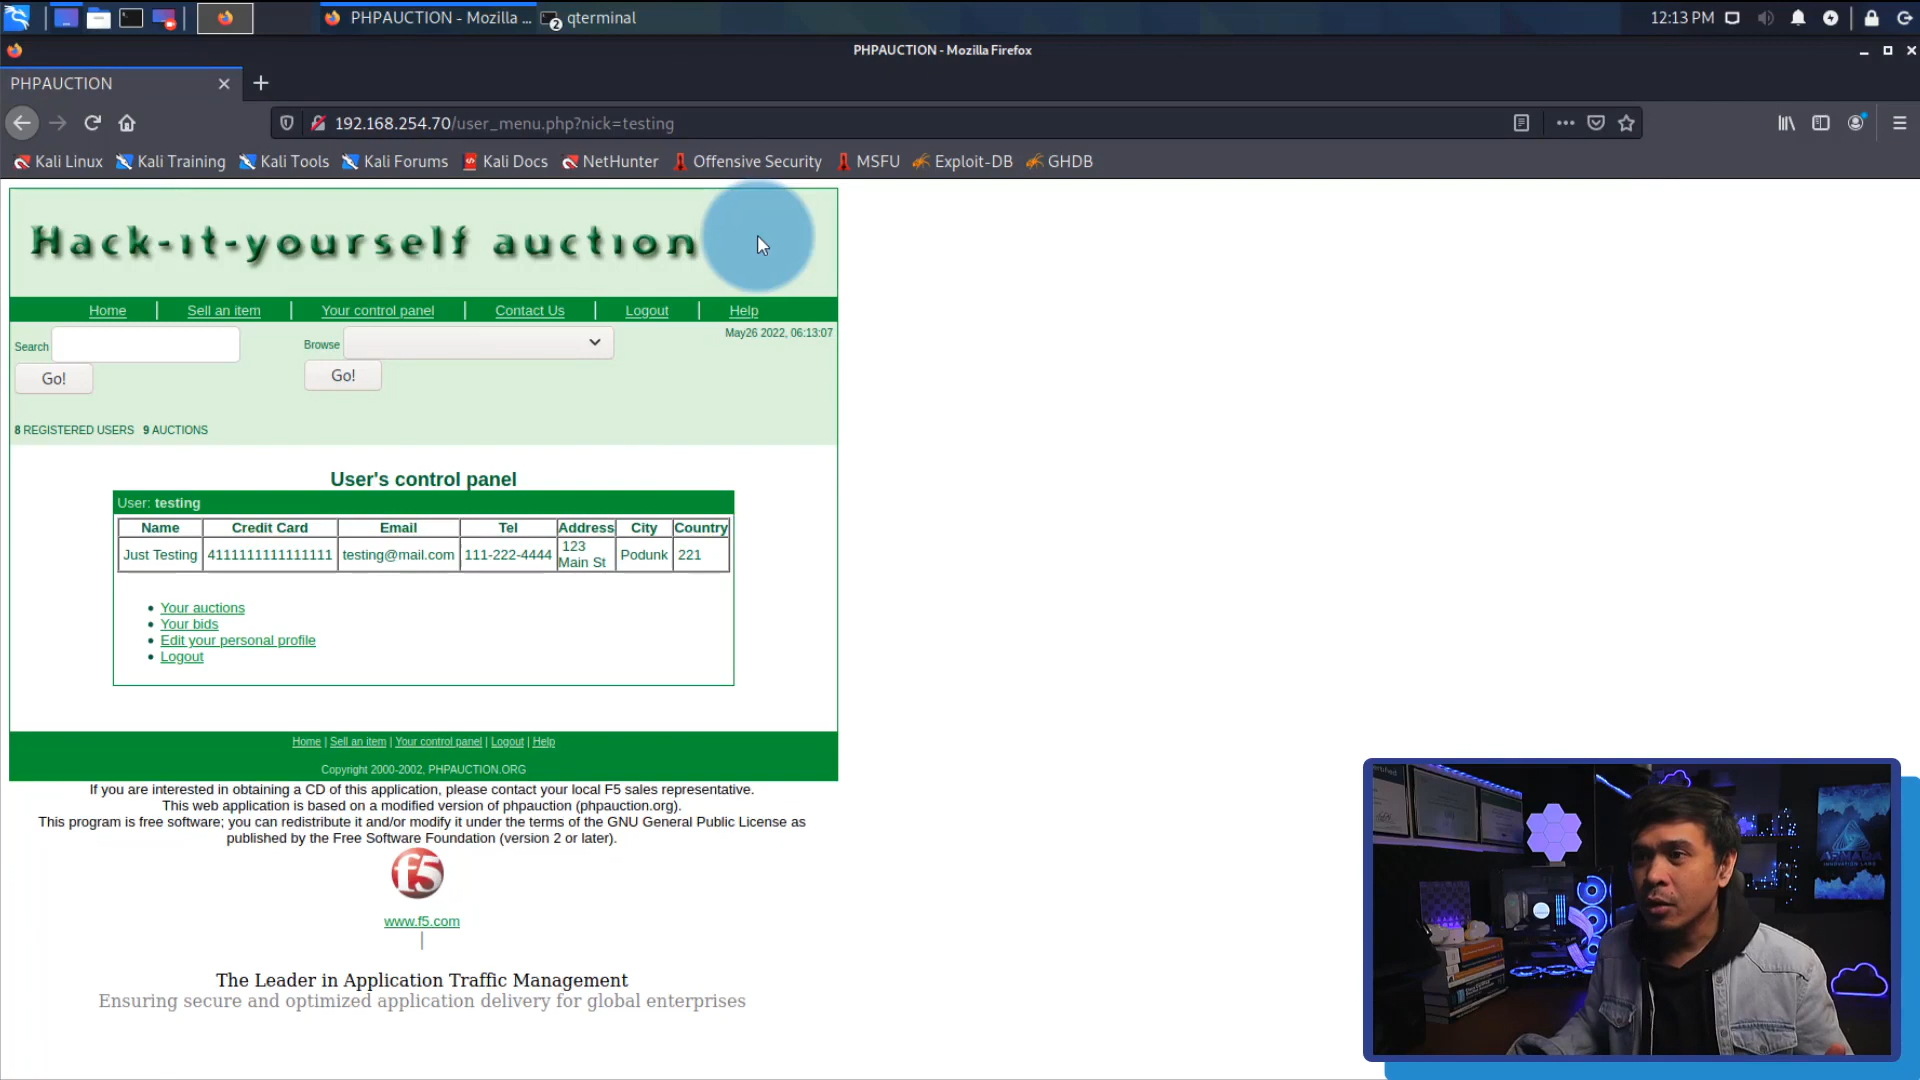 PHPAUCTION - Mozilla ...
2
qterminal
12:13 PM
PHPAUCTION - Mozilla Firefox
PHPAUCTION
192.168.254.70/user_menu.php?nick=testing
Kali Linux
Kali Training
Kali Tools
Kali Forums
Kali Docs
NetHunter
Offensive Security
MSFU
Exploit-DB
GHDB
Hack-it-yourself auction
Home
Sell an item
Your control panel
Contact Us
Logout
Help
May26 2022, 06:13:07
Search
Browse
Go!
Go!
8 REGISTERED USERS 9 AUCTIONS
User's control panel
User: testing
Name Credit Card Email Tel Address City Country
Just Testing 4111111111111111 testing@mail.com 111-222-4444 123 Main St Podunk 221
Your auctions
Your bids
Edit your personal profile
Logout
Home | Sell an item | Your control panel | Logout | Help
Copyright 2000-2002, PHPAUCTION.ORG
If you are interested in obtaining a CD of this application, please contact your local F5 sales representative.
This web application is based on a modified version of phpauction (phpauction.org).
This program is free software; you can redistribute it and/or modify it under the terms of the GNU General Public License as
published by the Free Software Foundation (version 2 or later).
f5
www.f5.com
|
The Leader in Application Traffic Management
Ensuring secure and optimized application delivery for global enterprises
ARMADA
INNOVATION LABS